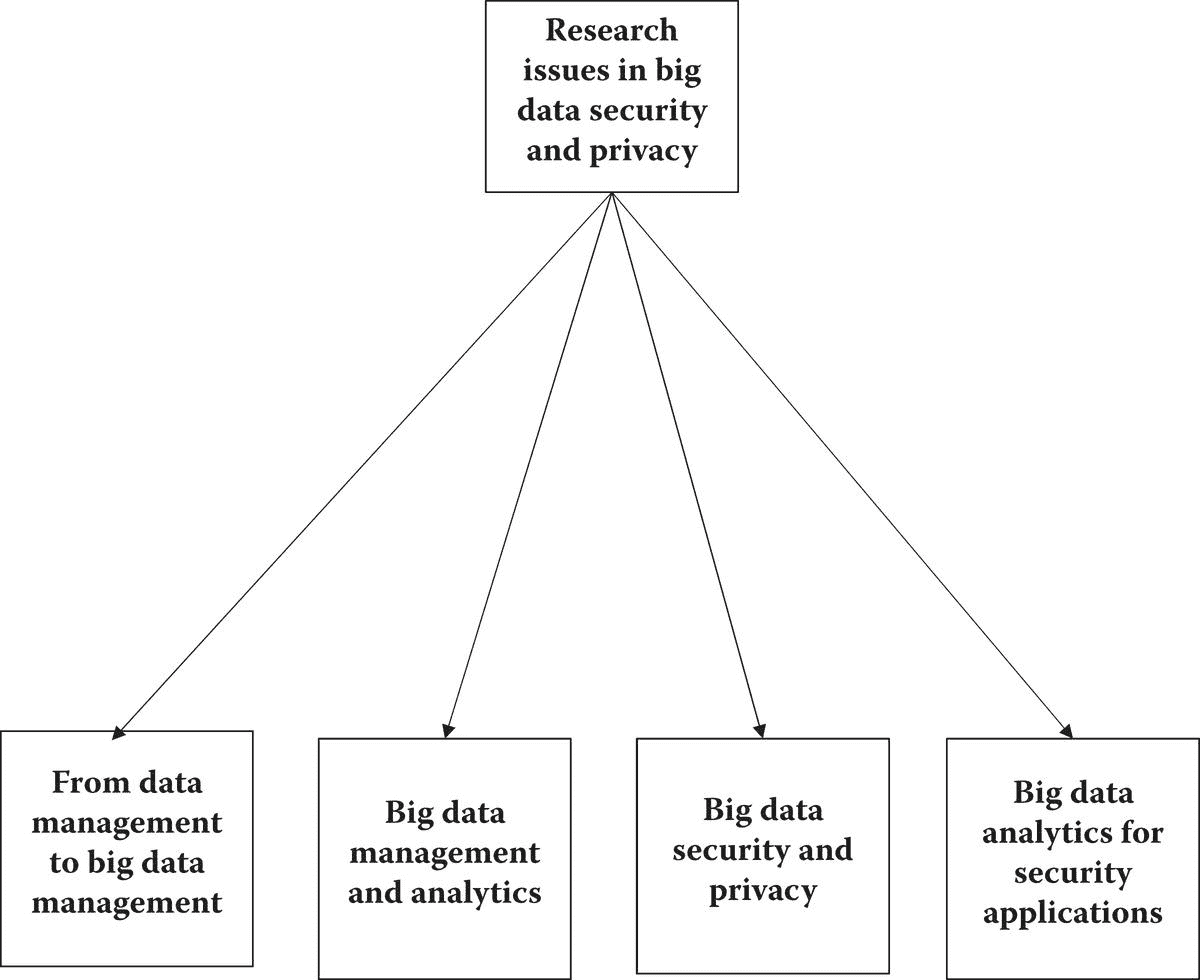 Research
issues in big
data security
and privacy
From data
management
to big data
management
Big data
management
and analytics
Big data
security and
privacy
Big data
analytics for
security
applications